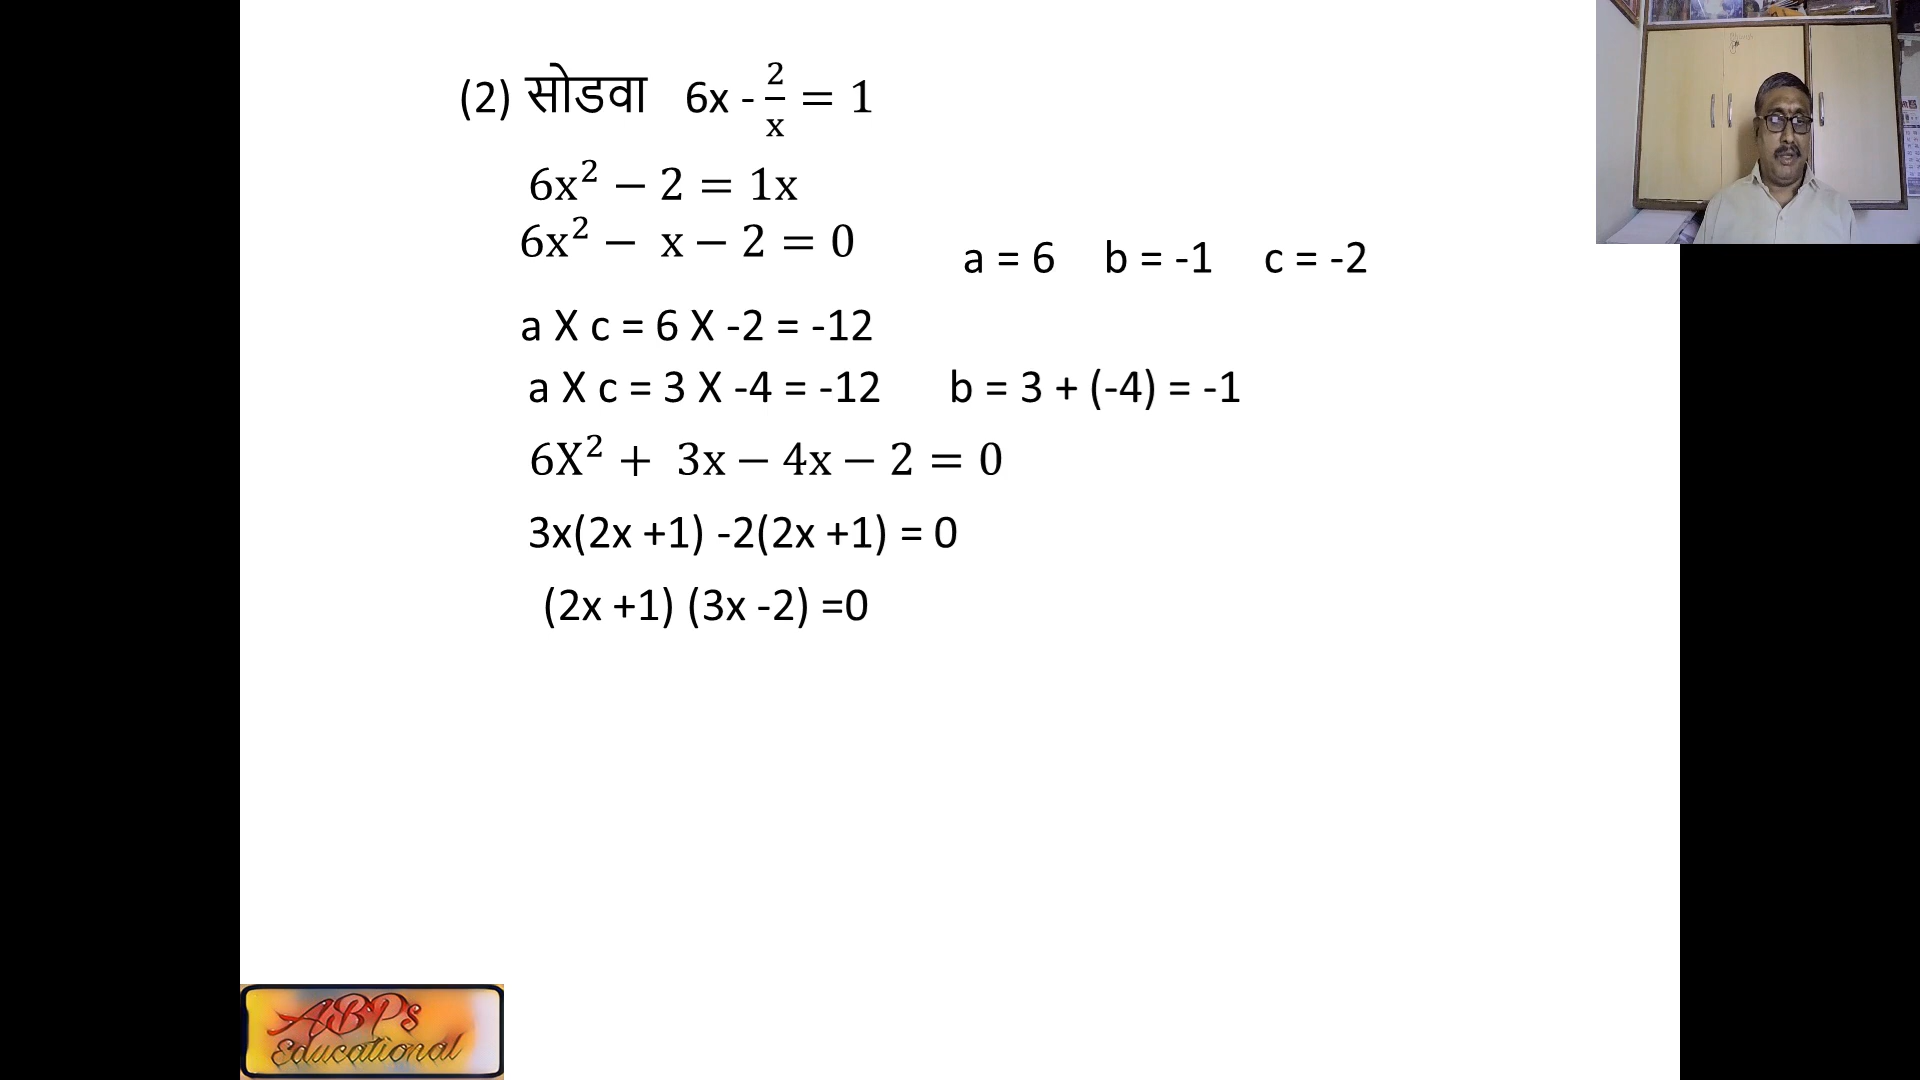 (2) सोडवा 6x - 2/x = 1
6x² − 2 = 1x
6x² − x − 2 = 0
a = 6 b = -1 c = -2
a X c = 6 X -2 = -12
a X c = 3 X -4 = -12 b = 3 + (-4) = -1
6X² + 3x − 4x − 2 = 0
3x(2x +1) -2(2x +1) = 0
(2x +1) (3x -2) =0
ABPs
Educational